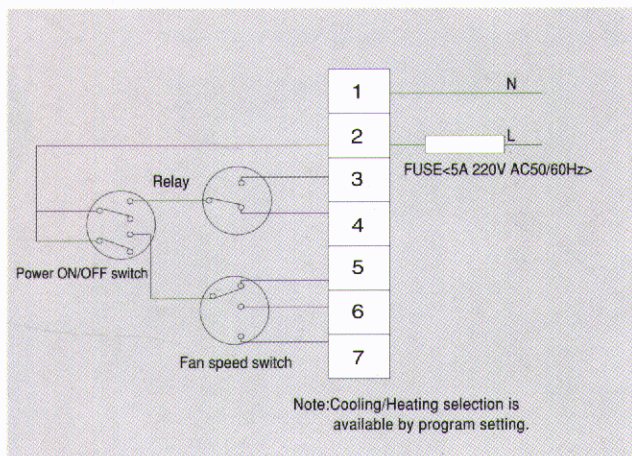 1
N
2
L
FUSE<5A 220V AC50/60Hz>
Relay
3
4
Power ON/OFF switch
5
6
Fan speed switch
7
Note:Cooling/Heating selection is
available by program setting.